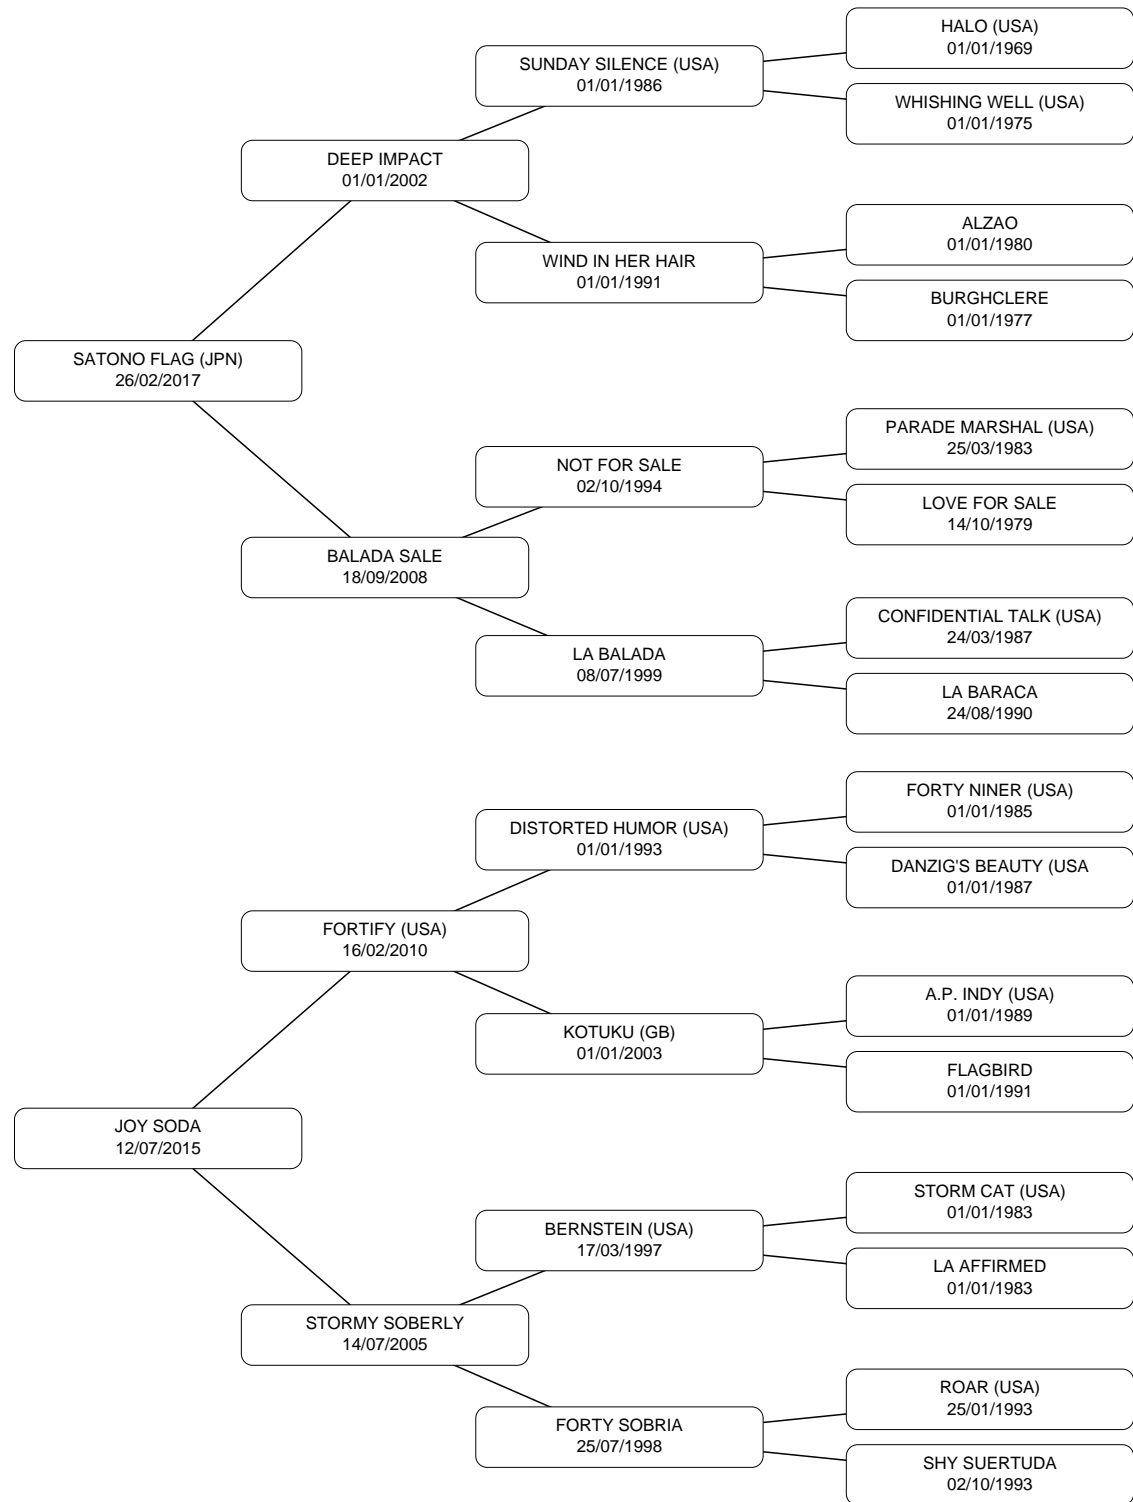 HALO (USA)
01/01/1969
SUNDAY SILENCE (USA)
01/01/1986
WHISHING WELL (USA)
01/01/1975
DEEP IMPACT
01/01/2002
ALZAO
01/01/1980
WIND IN HER HAIR
01/01/1991
BURGHCLERE
01/01/1977
SATONO FLAG (JPN)
26/02/2017
PARADE MARSHAL (USA)
25/03/1983
NOT FOR SALE
02/10/1994
LOVE FOR SALE
14/10/1979
BALADA SALE
18/09/2008
CONFIDENTIAL TALK (USA)
24/03/1987
LA BALADA
08/07/1999
LA BARACA
24/08/1990
FORTY NINER (USA)
01/01/1985
DISTORTED HUMOR (USA)
01/01/1993
DANZIG'S BEAUTY (USA
01/01/1987
FORTIFY (USA)
16/02/2010
A.P. INDY (USA)
01/01/1989
KOTUKU (GB)
01/01/2003
FLAGBIRD
01/01/1991
JOY SODA
12/07/2015
STORM CAT (USA)
01/01/1983
BERNSTEIN (USA)
17/03/1997
LA AFFIRMED
01/01/1983
STORMY SOBERLY
14/07/2005
ROAR (USA)
25/01/1993
FORTY SOBRIA
25/07/1998
SHY SUERTUDA
02/10/1993